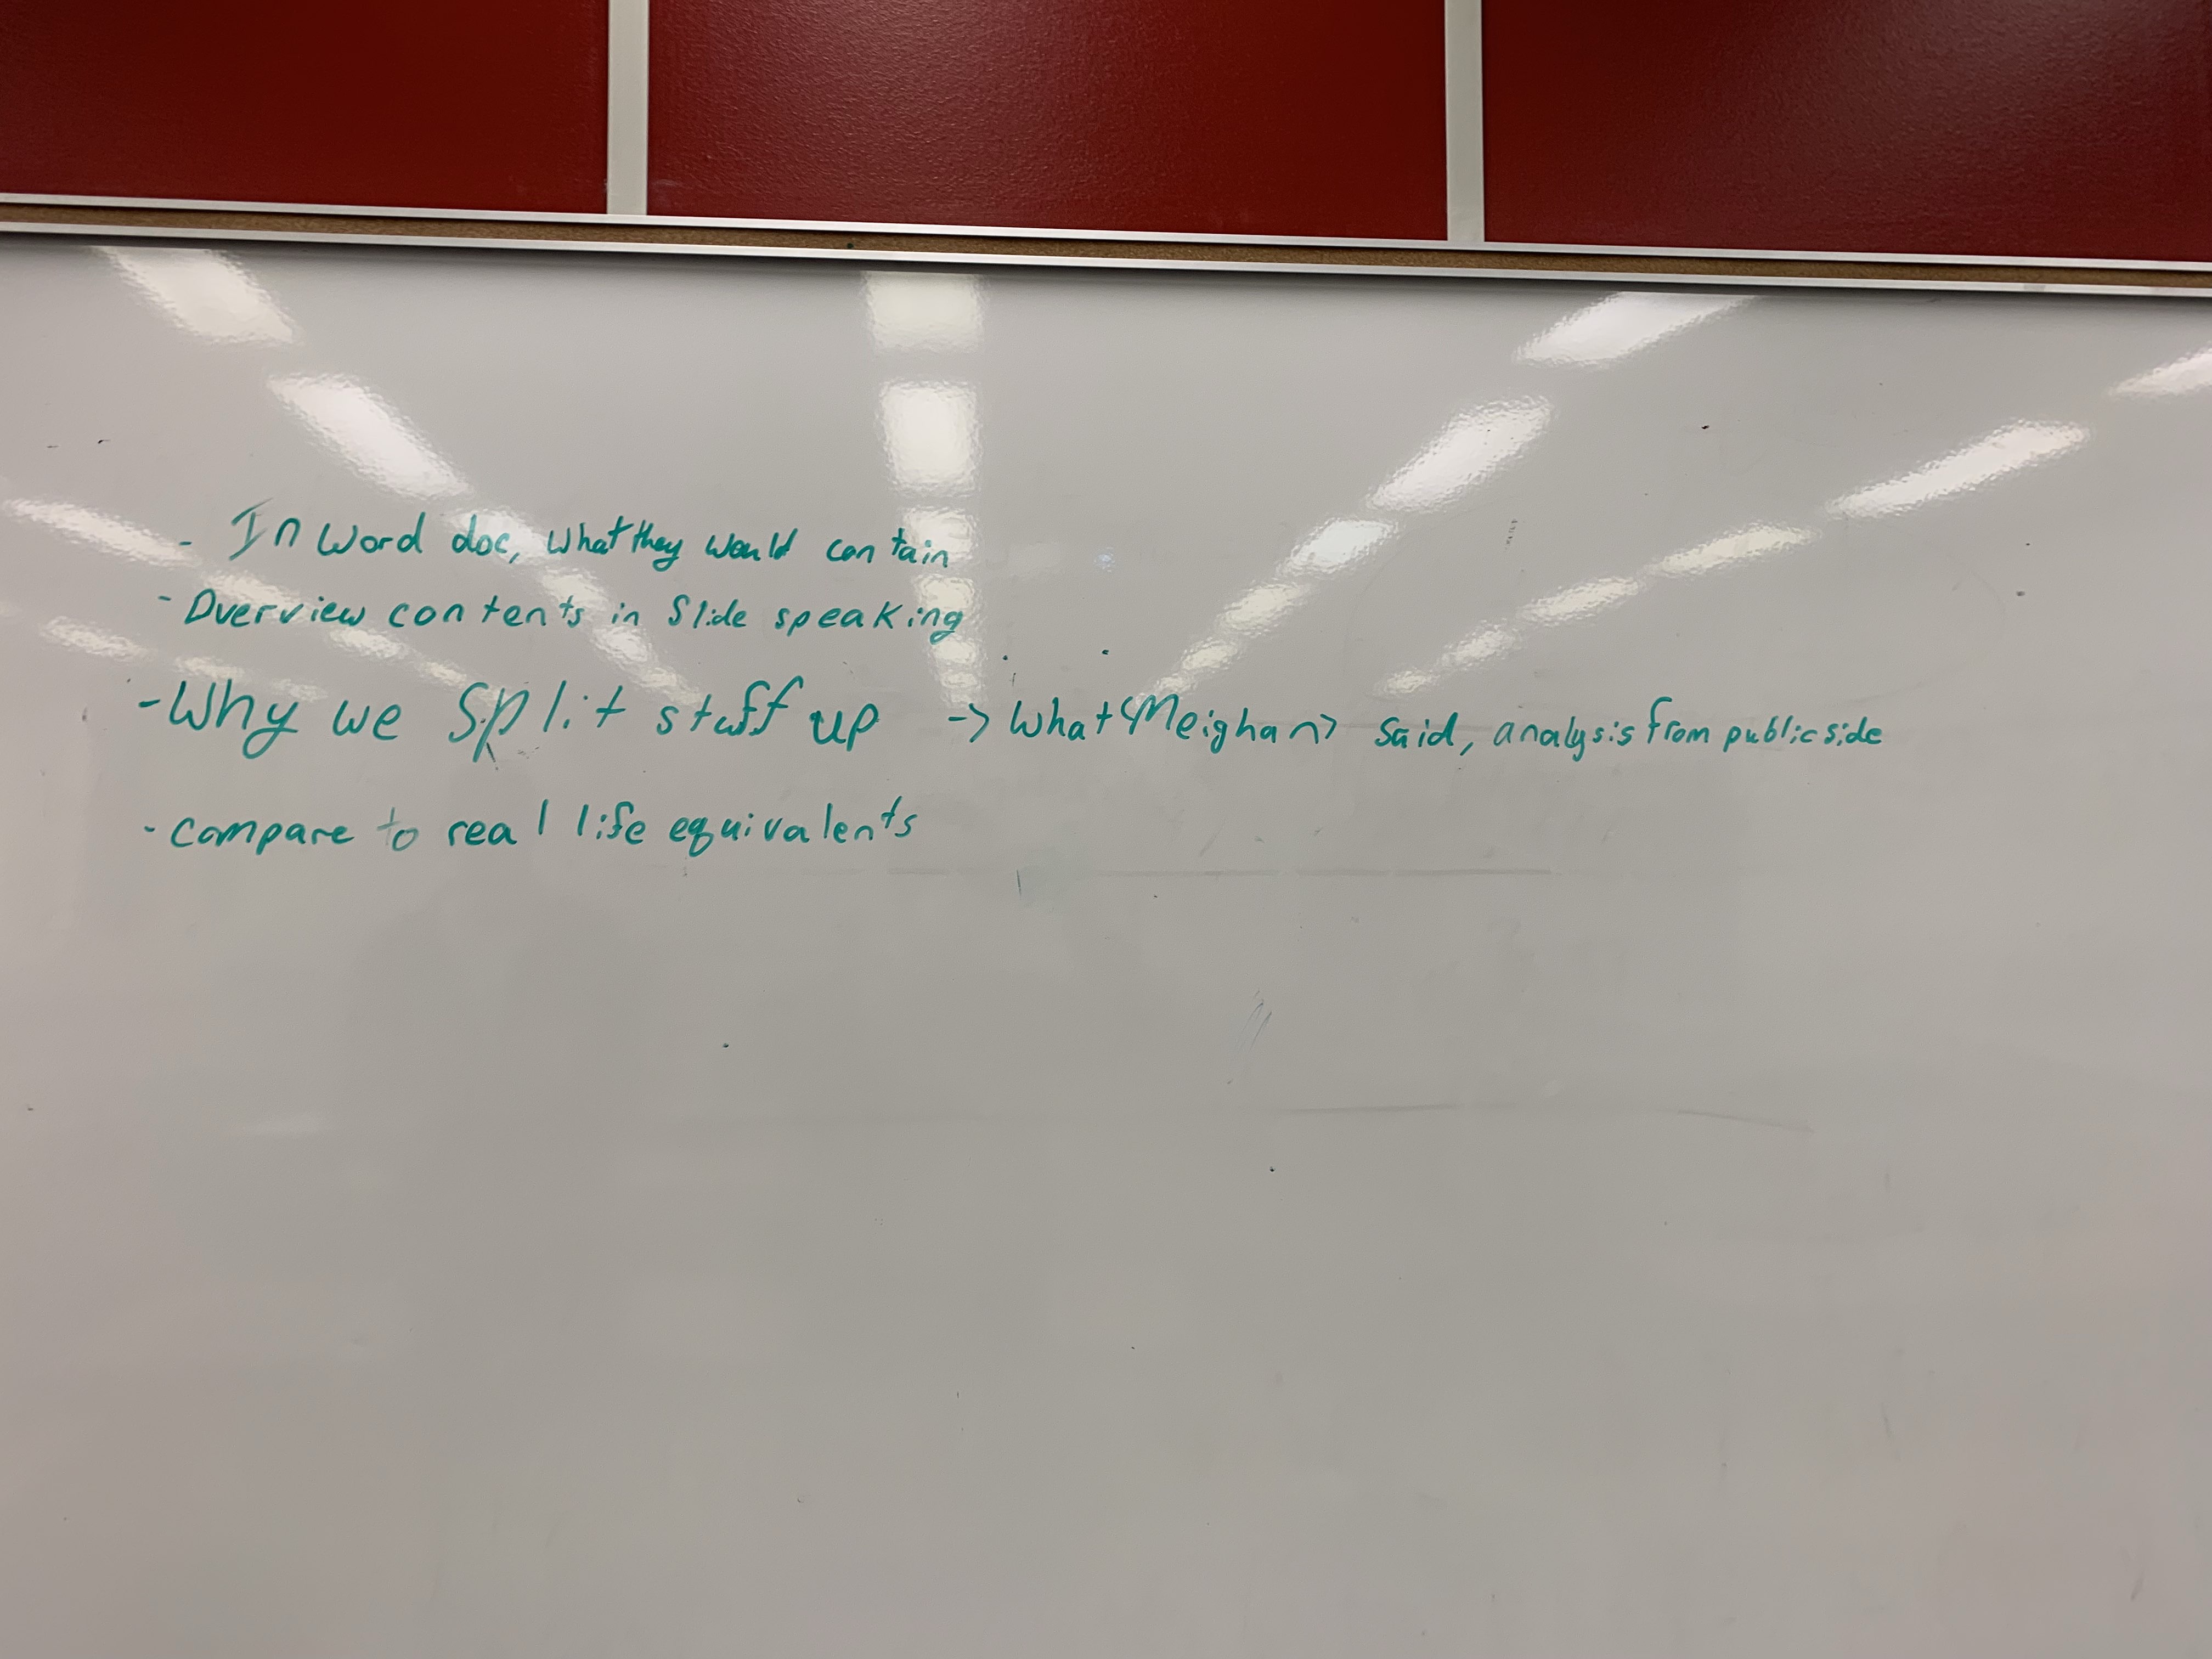 - In Word doc, what they would contain
- Overview contents in Slide speaking
- Why we split stuff up -> What <Meighan> said, analysis from public side
- compare to real life equivalents